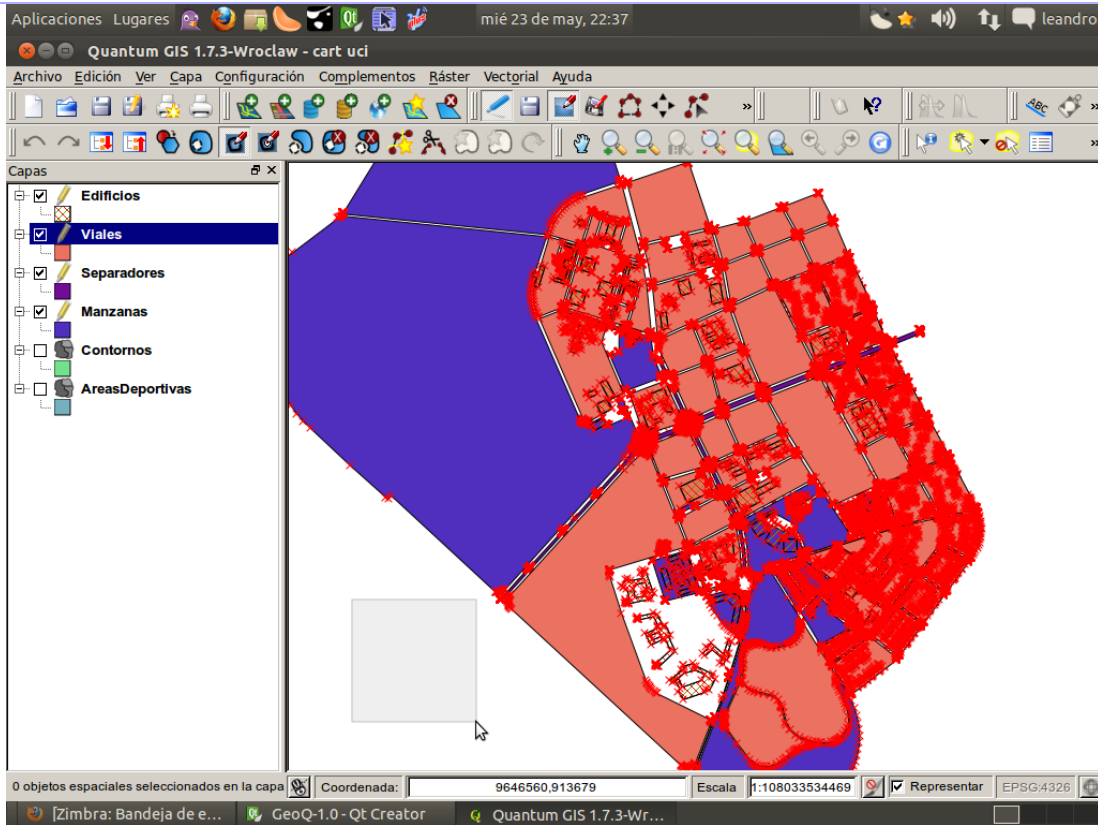 Aplicaciones Lugares mié 23 de may, 22:37 leandro
Quantum GIS 1.7.3-Wroclaw - cart uci
Archivo Edición Ver Capa Configuración Complementos Ráster Vectorial Ayuda
» ABC »
»
Capas
Edificios
Viales
Separadores
Manzanas
Contornos
AreasDeportivas
0 objetos espaciales seleccionados en la capa Coordenada: 9646560,913679 Escala 1:108033534469 Representar EPSG:4326
[Zimbra: Bandeja de e... GeoQ-1.0 - Qt Creator Quantum GIS 1.7.3-Wr...